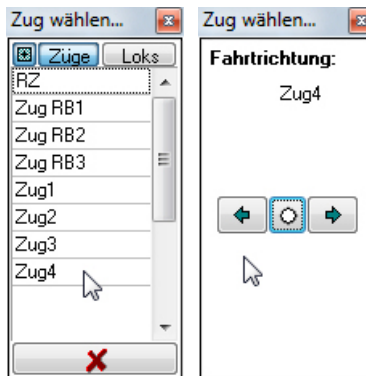 Zug wählen...
Züge Loks
RZ
Zug RB1
Zug RB2
Zug RB3
Zug1
Zug2
Zug3
Zug4
Zug wählen...
Fahrtrichtung:
Zug4